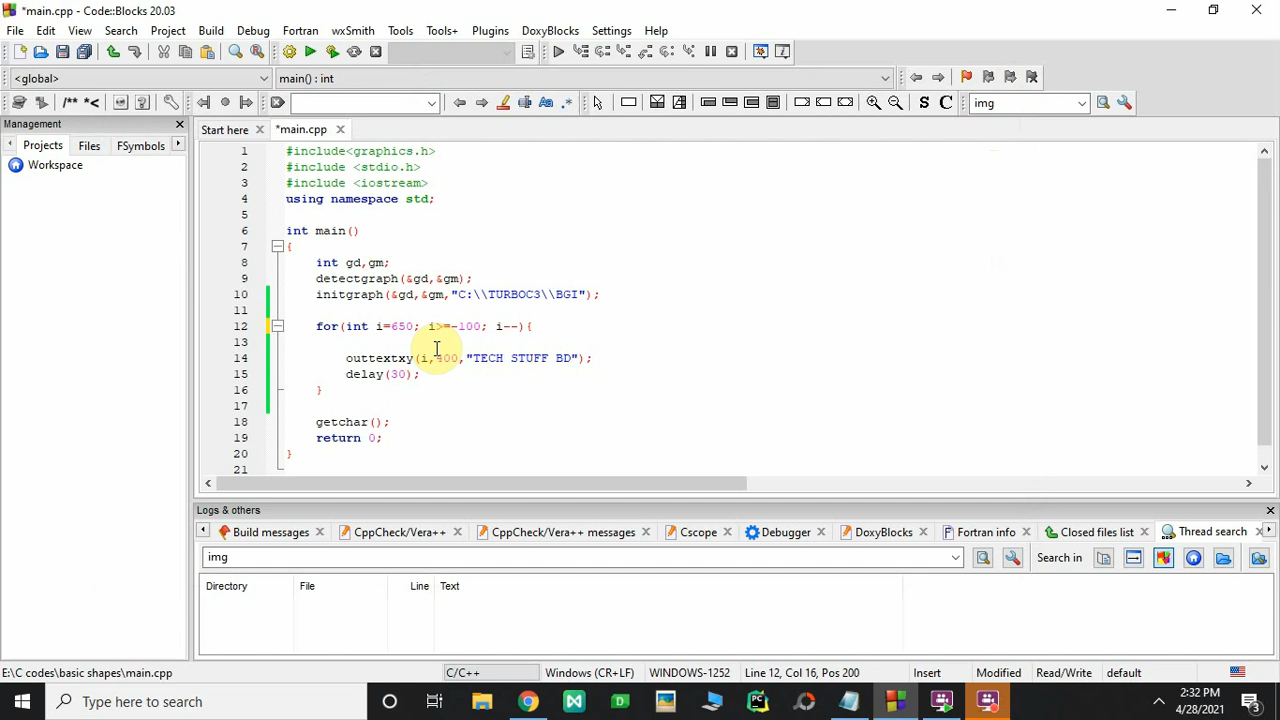 *main.cpp - Code::Blocks 20.03
File Edit View Search Project Build Debug Fortran wxSmith Tools Tools+ Plugins DoxyBlocks Settings Help
<global> main() : int
/** *< Aa .* S C img
Management
Projects Files FSymbols
Workspace
Start here *main.cpp
1 #include<graphics.h>
2 #include <stdio.h>
3 #include <iostream>
4 using namespace std;
5
6 int main()
7 {
8 int gd,gm;
9 detectgraph(&gd,&gm);
10 initgraph(&gd,&gm,"C:\\TURBOC3\\BGI");
11
12 for(int i=650; i>=-100; i--){
13
14 outtextxy(i,400,"TECH STUFF BD");
15 delay(30);
16 }
17
18 getchar();
19 return 0;
20 }
21
Logs & others
Build messages CppCheck/Vera++ CppCheck/Vera++ messages Cscope Debugger DoxyBlocks Fortran info Closed files list Thread search
img Search in
Directory File Line Text
E:\C codes\basic shapes\main.cpp C/C++ Windows (CR+LF) WINDOWS-1252 Line 12, Col 16, Pos 200 Insert Modified Read/Write default
Type here to search PC 2:32 PM
4/28/2021 3